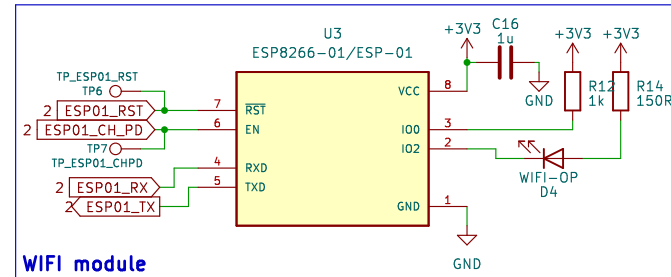 U3
ESP8266-01/ESP-01
+3V3
C16
1u
GND
+3V3
+3V3
R12
1k
R14
150R
TP_ESP01_RST
TP6
2 ESP01_RST
2 ESP01_CH_PD
TP7
TP_ESP01_CHPD
2 ESP01_RX
2 ESP01_TX
7
RST
6
EN
4
RXD
5
TXD
VCC
8
IO0
3
IO2
2
GND
1
WIFI-OP
D4
GND
WIFI module